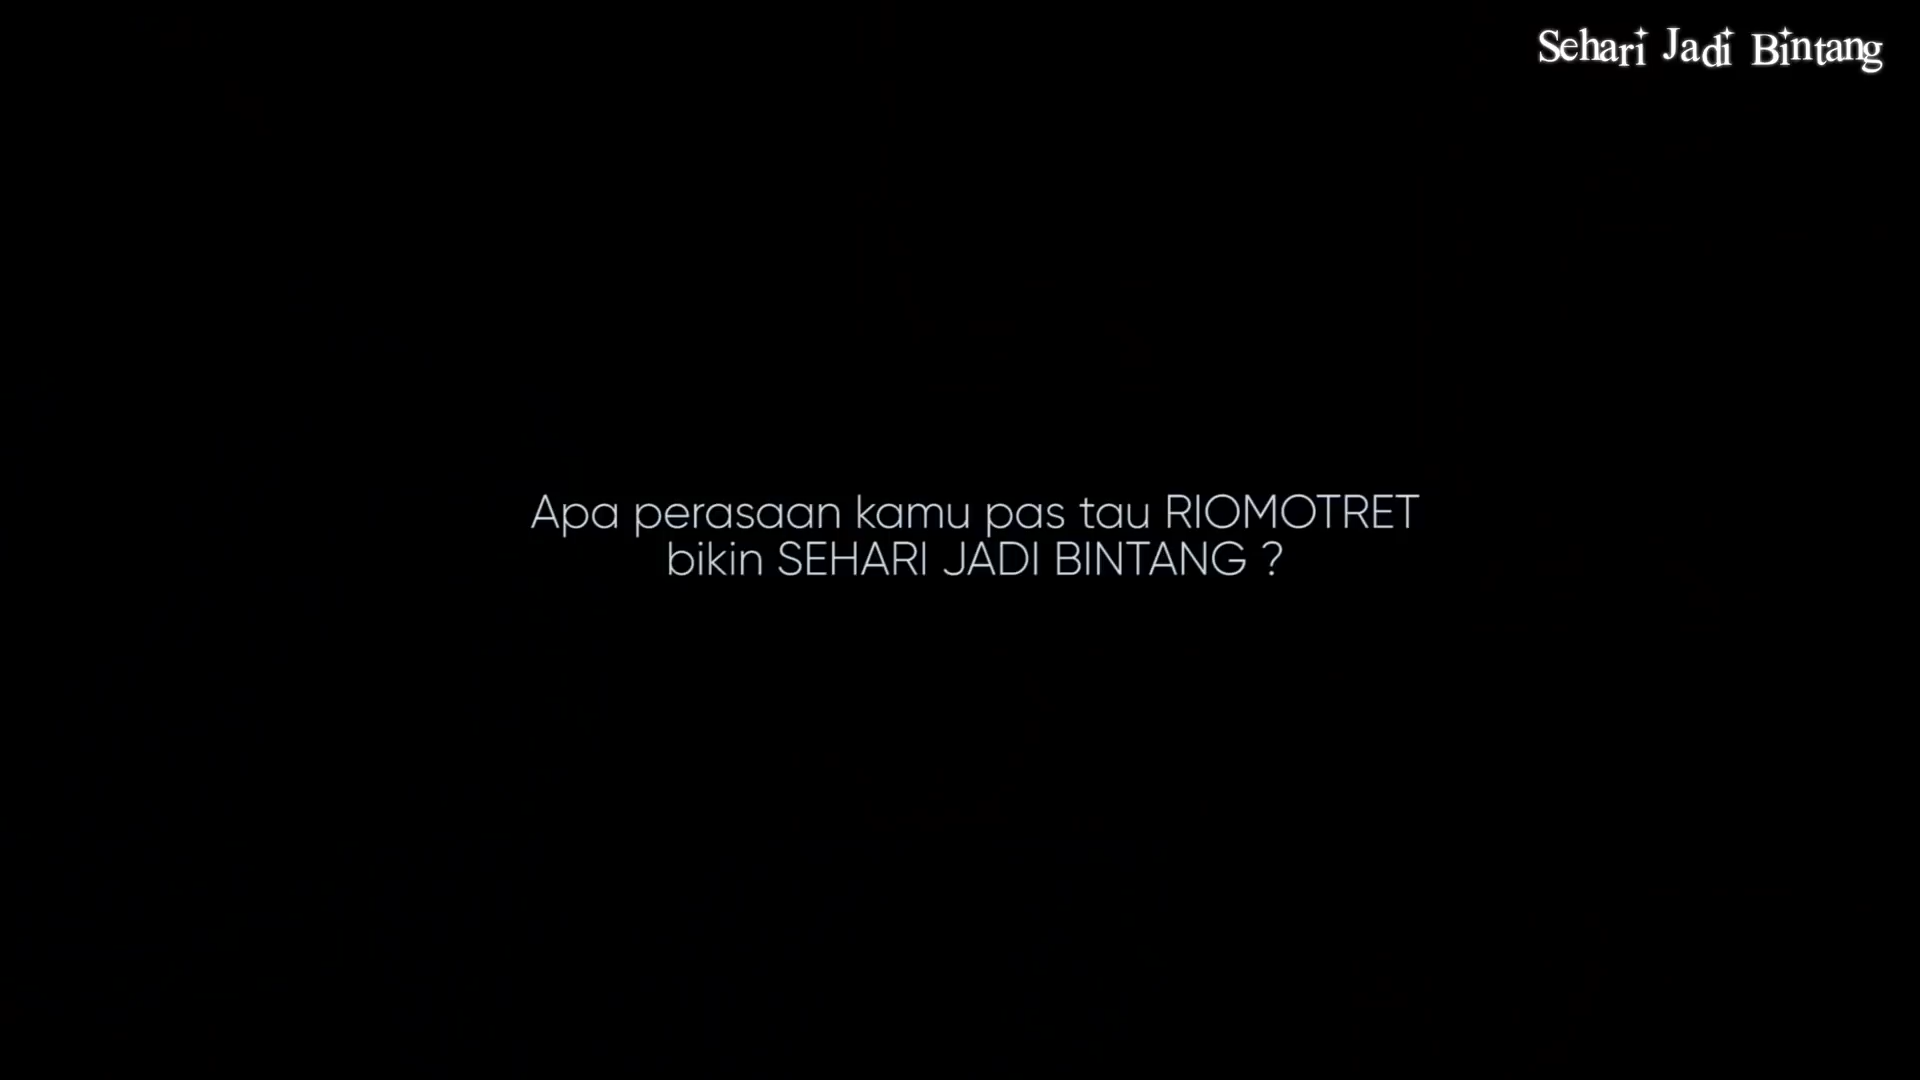 Sehari Jadi Bintang
Apa perasaan kamu pas tau RIOMOTRET
bikin SEHARI JADI BINTANG ?